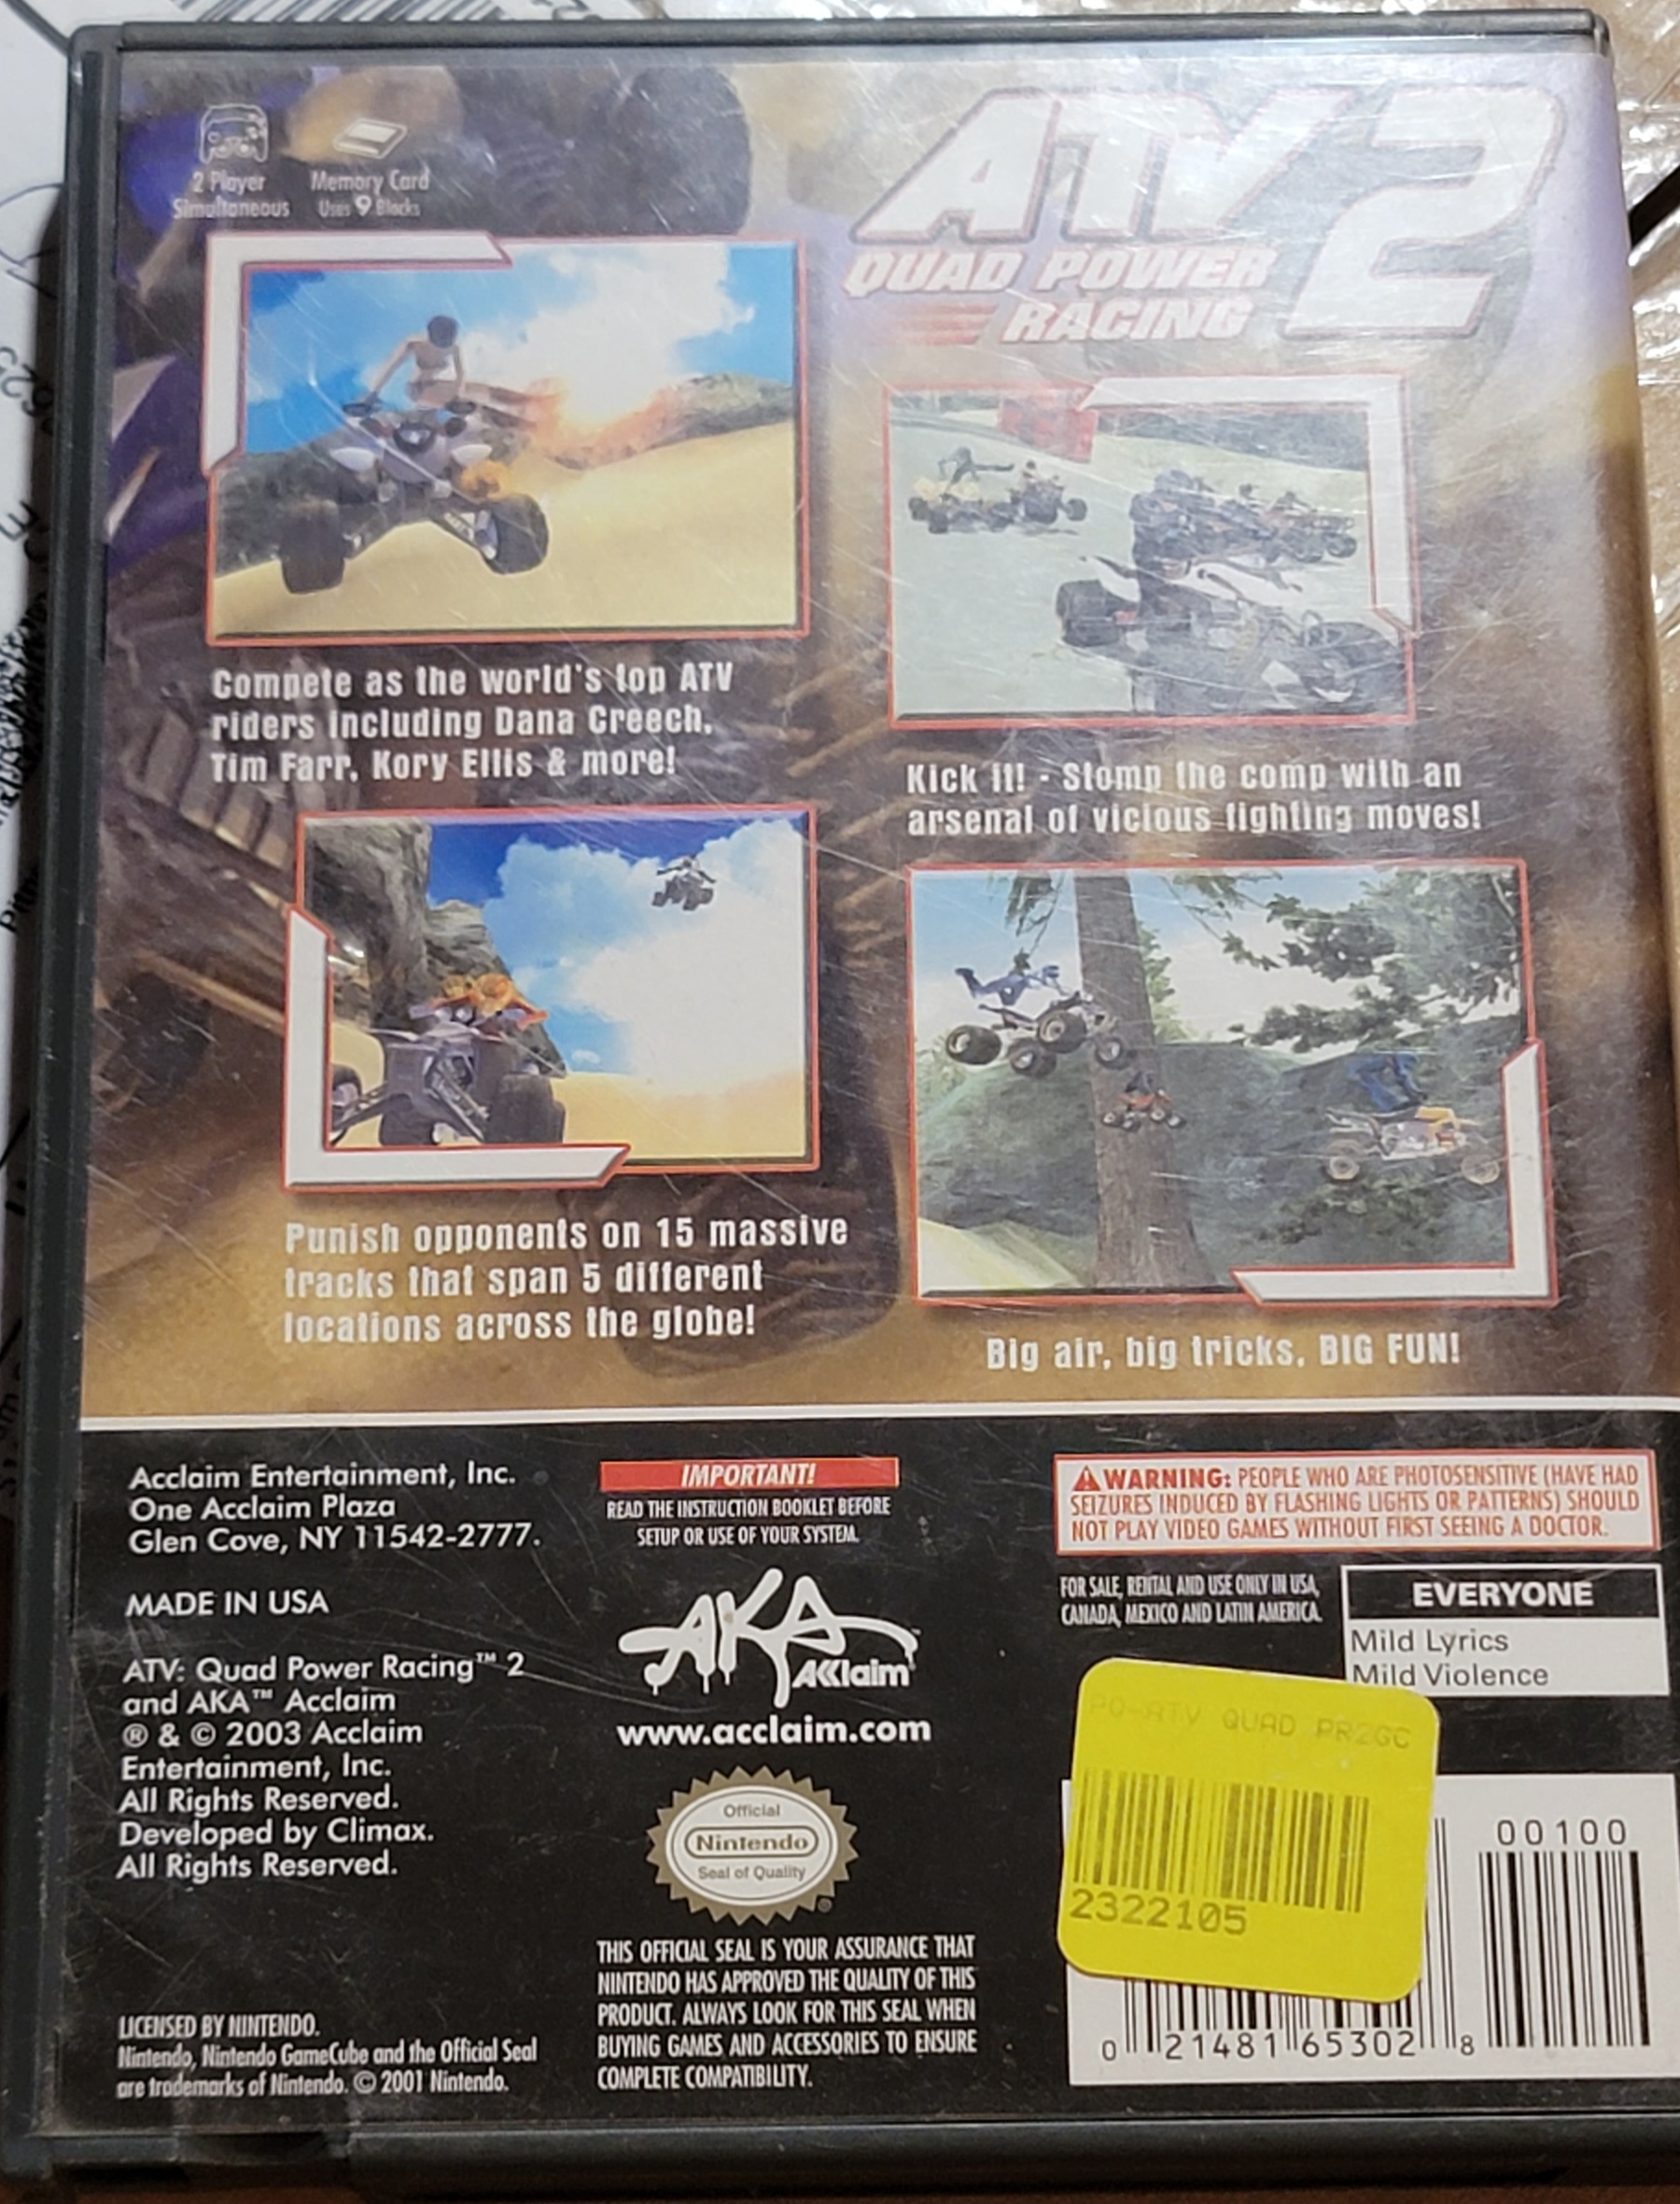 2 Player
Simultaneous
Memory Card
Uses 9 Blocks
ATV 2
QUAD POWER
RACING
Compete as the world's top ATV
riders including Dana Creech,
Tim Farr, Kory Ellis & more!
Kick it! - Stomp the comp with an
arsenal of vicious fighting moves!
Punish opponents on 15 massive
tracks that span 5 different
locations across the globe!
Big air, big tricks, BIG FUN!
Acclaim Entertainment, Inc.
One Acclaim Plaza
Glen Cove, NY 11542-2777.
MADE IN USA
ATV: Quad Power Racing™ 2
and AKA™ Acclaim
® & © 2003 Acclaim
Entertainment, Inc.
All Rights Reserved.
Developed by Climax.
All Rights Reserved.
LICENSED BY NINTENDO.
Nintendo, Nintendo GameCube and the Official Seal
are trademarks of Nintendo. © 2001 Nintendo.
IMPORTANT!
READ THE INSTRUCTION BOOKLET BEFORE
SETUP OR USE OF YOUR SYSTEM.
AKA™
AKklaim
www.acclaim.com
Official
Nintendo
Seal of Quality
THIS OFFICIAL SEAL IS YOUR ASSURANCE THAT
NINTENDO HAS APPROVED THE QUALITY OF THIS
PRODUCT. ALWAYS LOOK FOR THIS SEAL WHEN
BUYING GAMES AND ACCESSORIES TO ENSURE
COMPLETE COMPATIBILITY.
WARNING: PEOPLE WHO ARE PHOTOSENSITIVE (HAVE HAD
SEIZURES INDUCED BY FLASHING LIGHTS OR PATTERNS) SHOULD
NOT PLAY VIDEO GAMES WITHOUT FIRST SEEING A DOCTOR.
FOR SALE, RENTAL AND USE ONLY IN USA,
CANADA, MEXICO AND LATIN AMERICA.
EVERYONE
Mild Lyrics
Mild Violence
PO-ATV QUAD PR2GC
2322105
00100
0 21481 65302 8